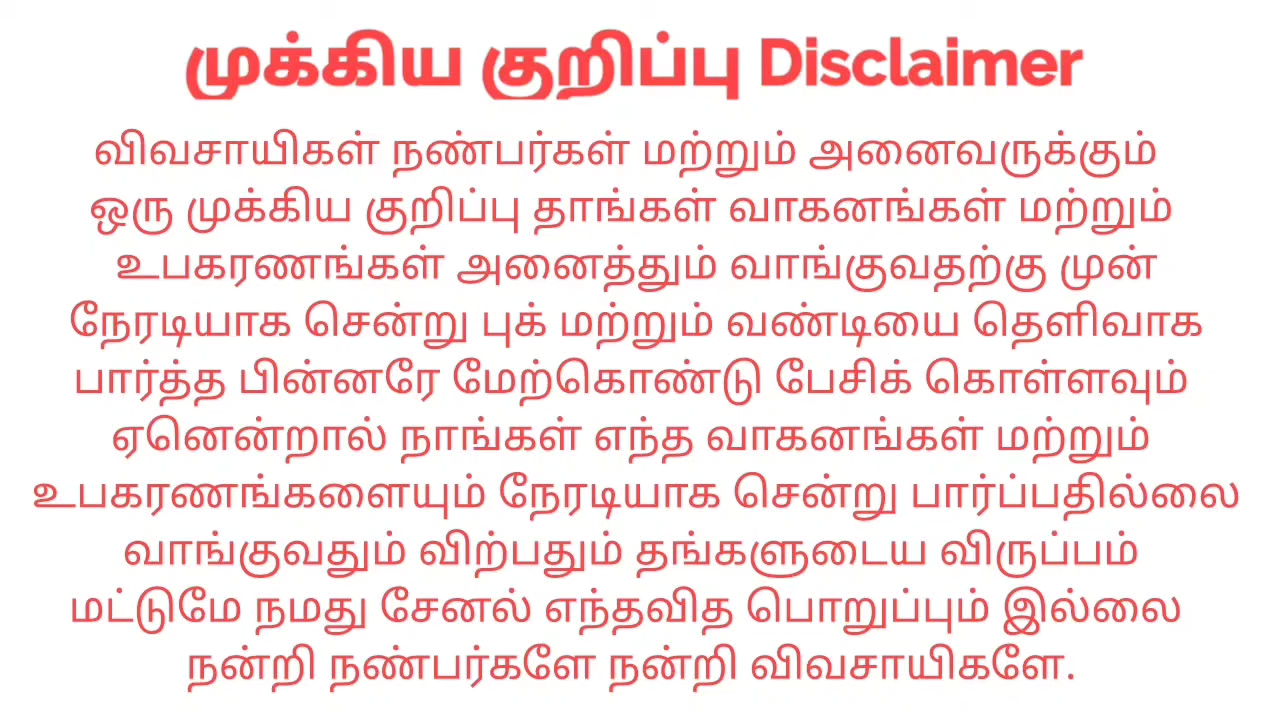 முக்கிய குறிப்பு Disclaimer
விவசாயிகள் நண்பர்கள் மற்றும் அனைவருக்கும்
ஒரு முக்கிய குறிப்பு தாங்கள் வாகனங்கள் மற்றும்
உபகரணங்கள் அனைத்தும் வாங்குவதற்கு முன்
நேரடியாக சென்று புக் மற்றும் வண்டியை தெளிவாக
பார்த்த பின்னரே மேற்கொண்டு பேசிக் கொள்ளவும்
ஏனென்றால் நாங்கள் எந்த வாகனங்கள் மற்றும்
உபகரணங்களையும் நேரடியாக சென்று பார்ப்பதில்லை
வாங்குவதும் விற்பதும் தங்களுடைய விருப்பம்
மட்டுமே நமது சேனல் எந்தவித பொறுப்பும் இல்லை
நன்றி நண்பர்களே நன்றி விவசாயிகளே.